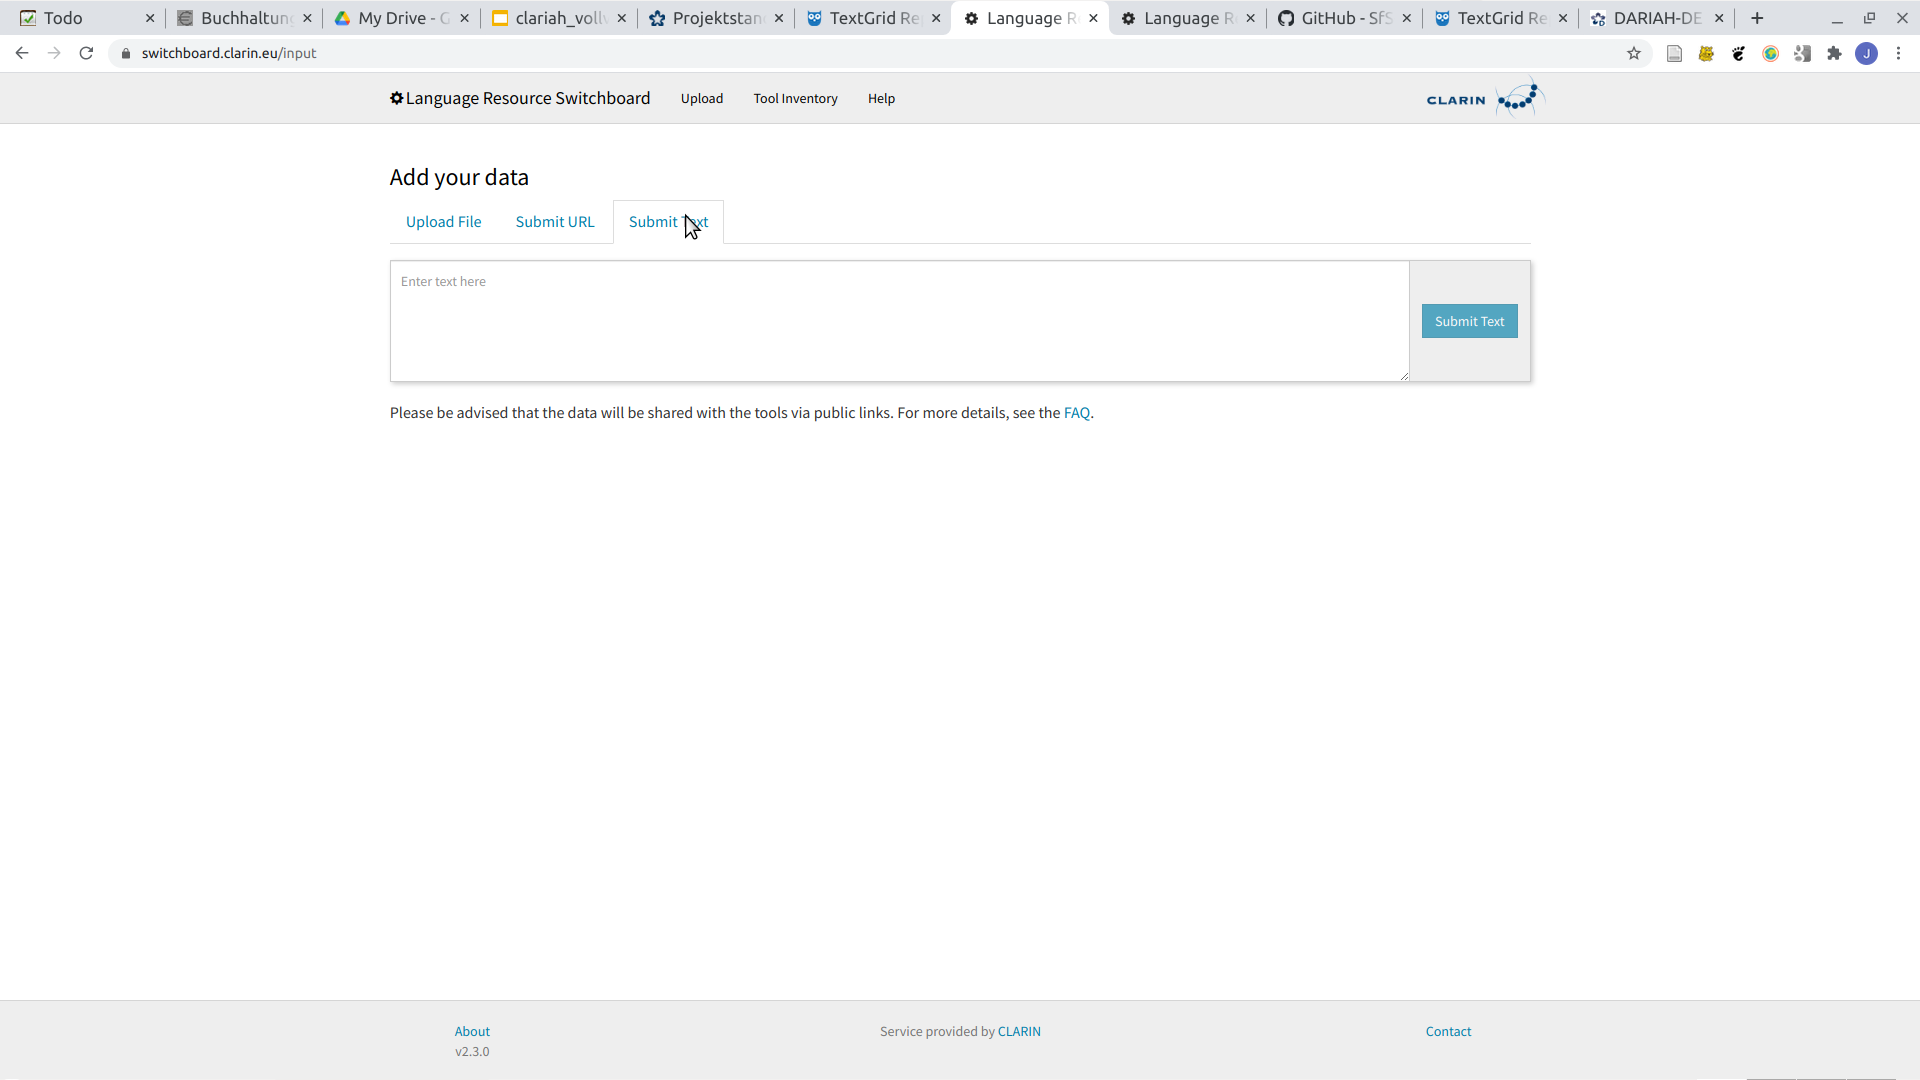 Todo
Buchhaltung
My Drive - G
clariah_vollv
Projektstan
TextGrid Re
Language R
Language R
GitHub - SfS
TextGrid Re
DARIAH-DE
switchboard.clarin.eu/input
J
Language Resource Switchboard
Upload
Tool Inventory
Help
CLARIN
Add your data
Upload File
Submit URL
Submit Text
Enter text here
Submit Text
Please be advised that the data will be shared with the tools via public links. For more details, see the FAQ.
About
v2.3.0
Service provided by CLARIN
Contact